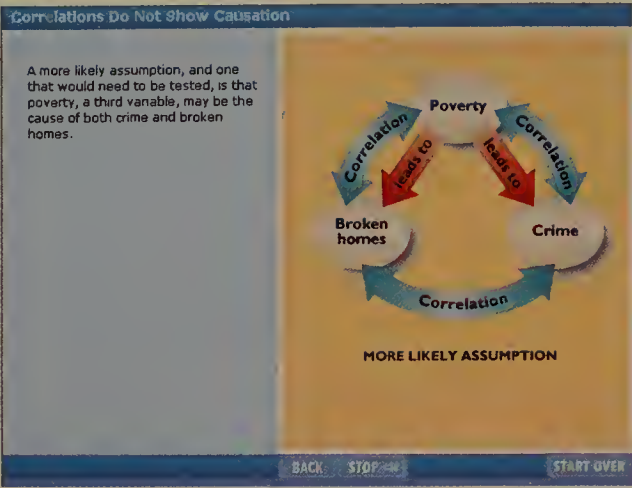 Correlations Do Not Show Causation
A more likely assumption, and one
that would need to be tested, is that
poverty, a third variable, may be the
cause of both crime and broken
homes.
Poverty
Correlation
Correlation
leads to
leads to
Broken
homes
Crime
Correlation
MORE LIKELY ASSUMPTION
BACK
STOP
START OVER